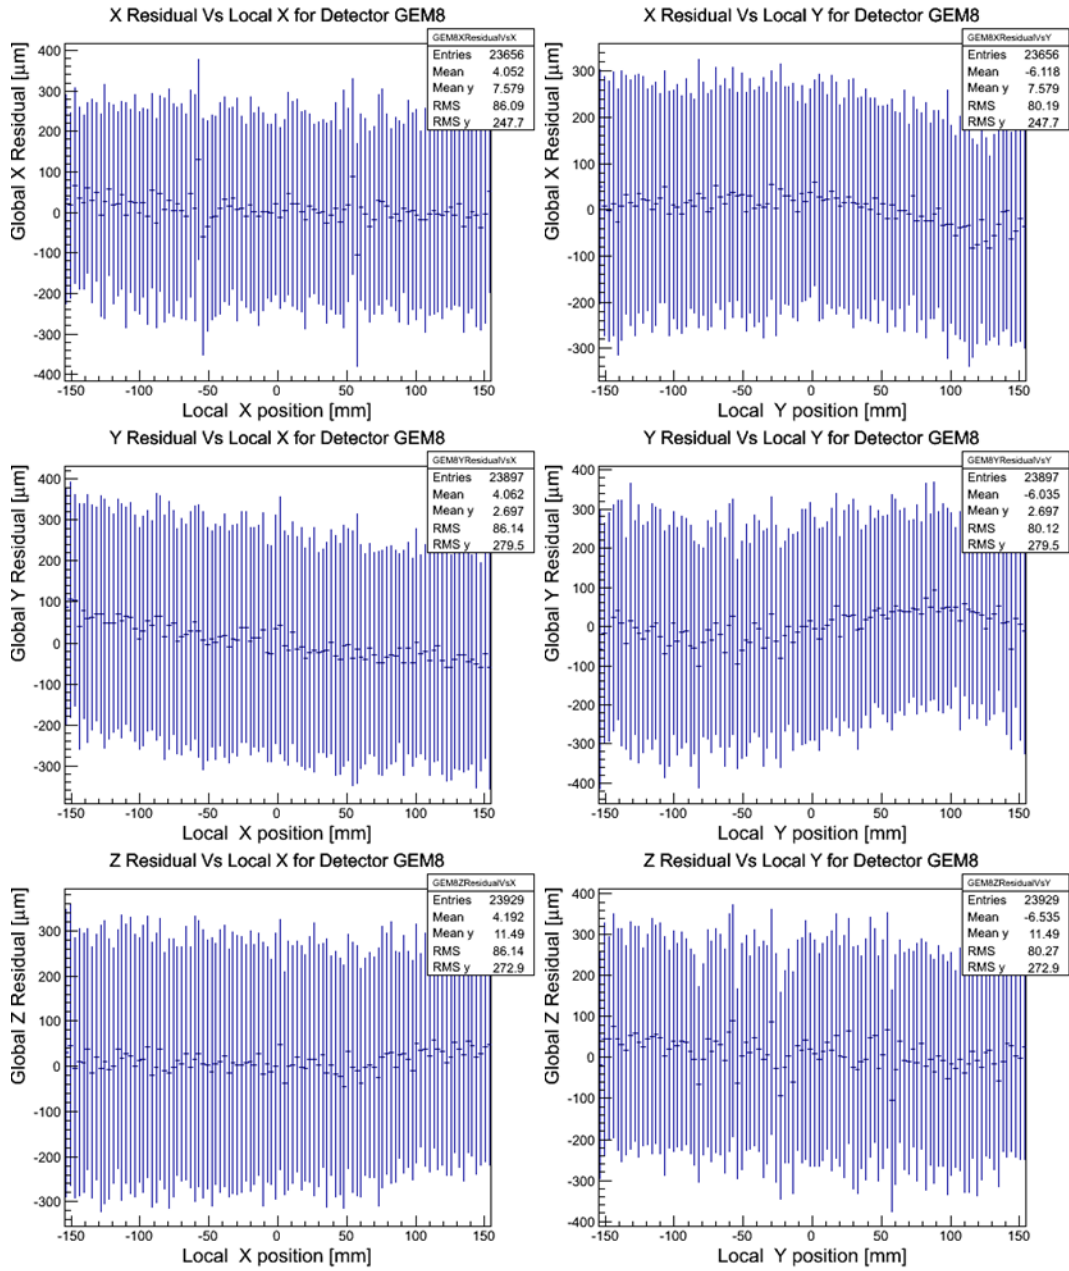 X Residual Vs Local X for Detector GEM8
GEM8XResidualVsX
Entries 23656
Mean 4.052
Mean y 7.579
RMS 86.09
RMS y 247.7
Global X Residual [μm]
400
300
200
100
0
-100
-200
-300
-400
-150 -100 -50 0 50 100 150
Local X position [mm]
X Residual Vs Local Y for Detector GEM8
GEM8XResidualVsY
Entries 23656
Mean -6.118
Mean y 7.579
RMS 80.19
RMS y 247.7
Global X Residual [μm]
300
200
100
0
-100
-200
-300
-150 -100 -50 0 50 100 150
Local Y position [mm]
Y Residual Vs Local X for Detector GEM8
GEM8YResidualVsX
Entries 23897
Mean 4.062
Mean y 2.697
RMS 86.14
RMS y 279.5
Global Y Residual [μm]
400
300
200
100
0
-100
-200
-300
-150 -100 -50 0 50 100 150
Local X position [mm]
Y Residual Vs Local Y for Detector GEM8
GEM8YResidualVsY
Entries 23897
Mean -6.035
Mean y 2.697
RMS 80.12
RMS y 279.5
Global Y Residual [μm]
400
300
200
100
0
-100
-200
-300
-400
-150 -100 -50 0 50 100 150
Local Y position [mm]
Z Residual Vs Local X for Detector GEM8
GEM8ZResidualVsX
Entries 23929
Mean 4.192
Mean y 11.49
RMS 86.14
RMS y 272.9
Global Z Residual [μm]
300
200
100
0
-100
-200
-300
-150 -100 -50 0 50 100 150
Local X position [mm]
Z Residual Vs Local Y for Detector GEM8
GEM8ZResidualVsY
Entries 23929
Mean -6.535
Mean y 11.49
RMS 80.27
RMS y 272.9
Global Z Residual [μm]
400
300
200
100
0
-100
-200
-300
-400
-150 -100 -50 0 50 100 150
Local Y position [mm]